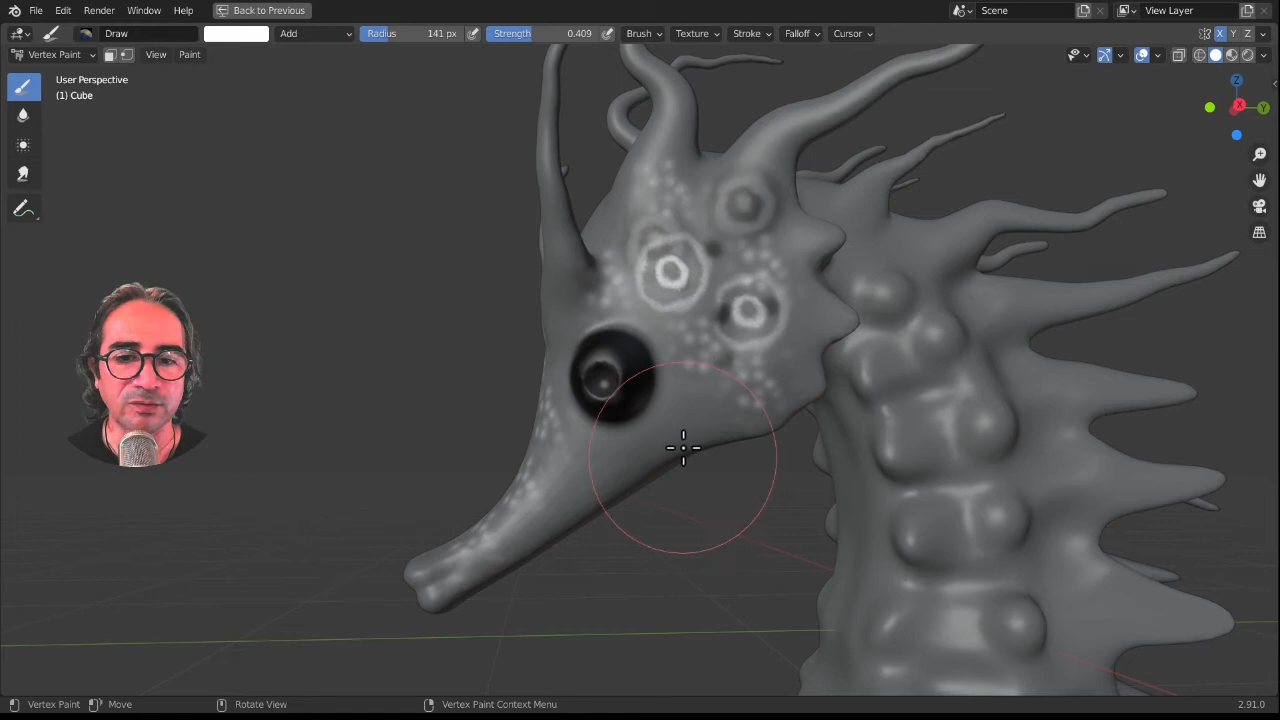 File Edit Render Window Help Back to Previous Scene View Layer
Draw Add Radius 141 px Strength 0.409 Brush Texture Stroke Falloff Cursor X Y Z
Vertex Paint View Paint
User Perspective
(1) Cube
Z
X
Y
Vertex Paint Move Rotate View Vertex Paint Context Menu 2.91.0